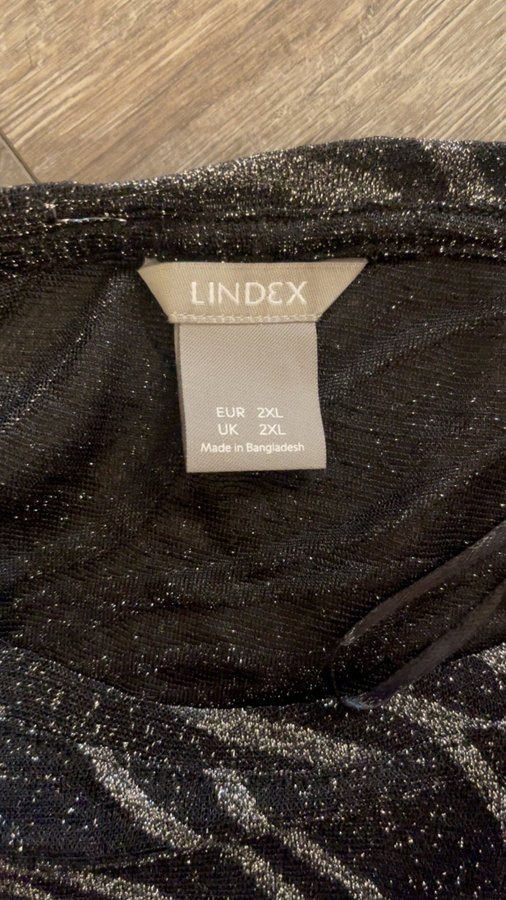 LINDEX
EUR 2XL
UK 2XL
Made in Bangladesh